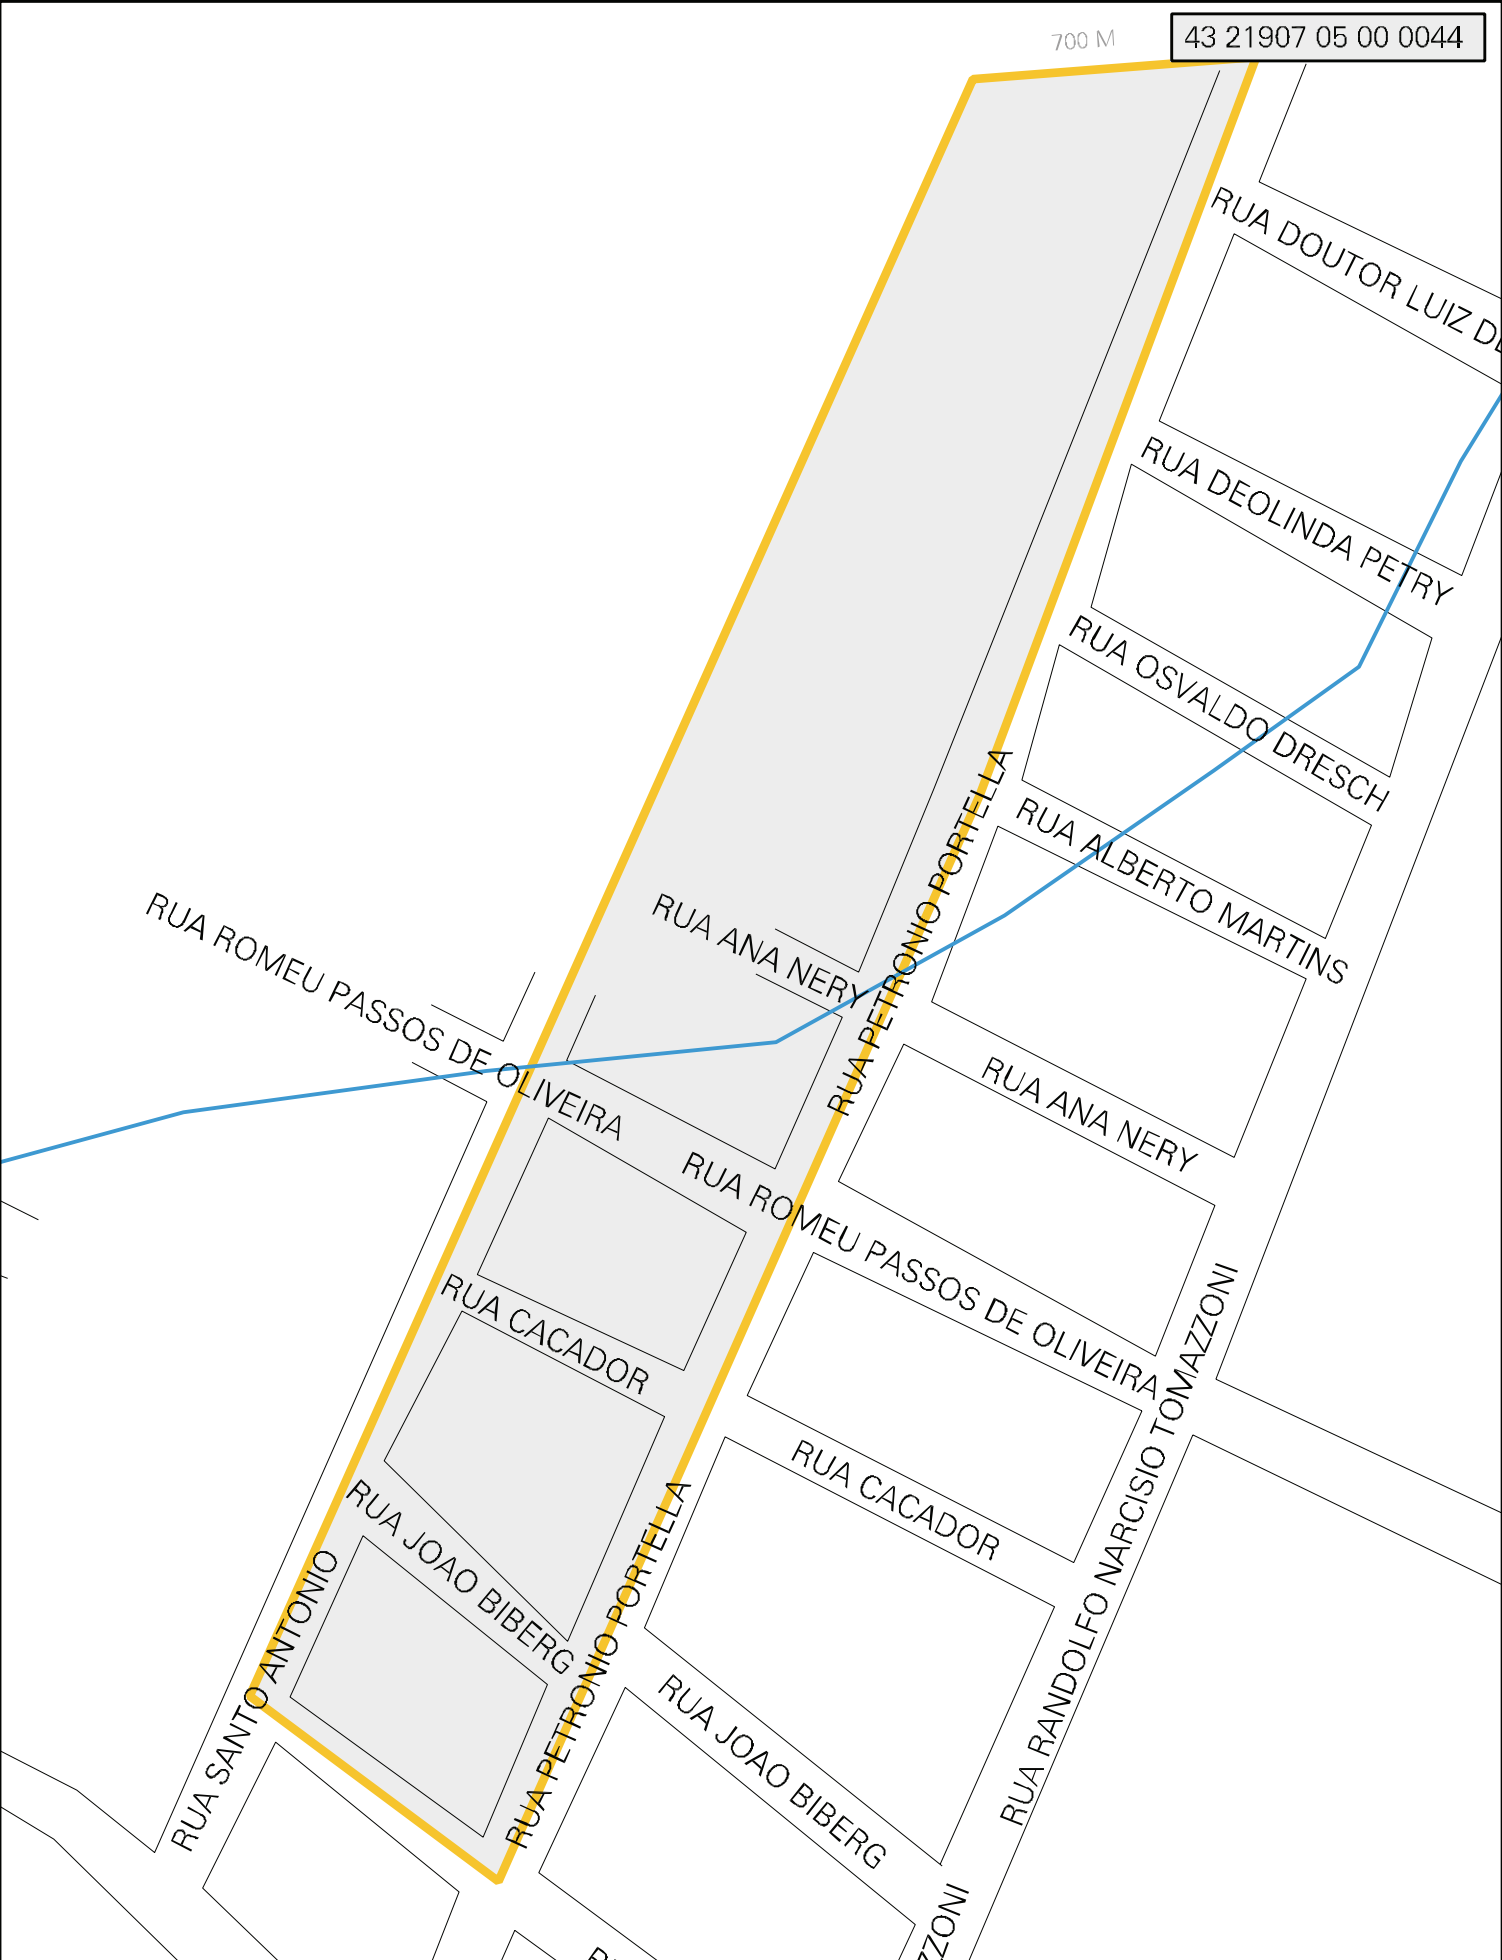 700 M
43 21907 05 00 0044
RUA DOUTOR LUIZ
RUA DEOLINDA PETRY
RUA OSVALDO DRESCH
RUA ALBERTO MARTINS
RUA PETRONIO PORTELLA
RUA ANA NERY
RUA ROMEU PASSOS DE OLIVEIRA
RUA ANA NERY
RUA ROMEU PASSOS DE OLIVEIRA
RUA CACADOR
RUA RANDOLFO NARCISIO TOMAZZONI
RUA CACADOR
RUA JOAO BIBERG
RUA PETRONIO PORTELLA
RUA SANTO ANTONIO
RUA JOAO BIBERG
ZZONI